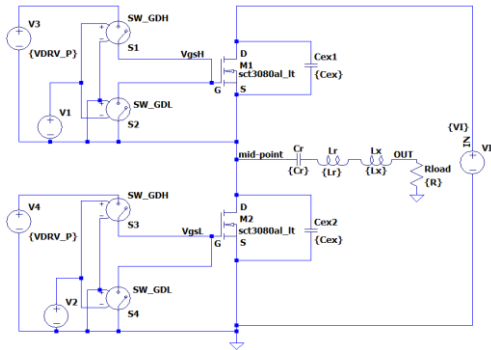 V3
{VDRV_P}
SW_GDH
S1
VgsH
V1
SW_GDL
S2
D
M1
sct3080al_lt
G
S
Cex1
{Cex}
mid-point
Cr
{Cr}
Lr
{Lr}
Lx
{Lx}
OUT
Rload
{R}
{VI}
IN
V4
{VDRV_P}
SW_GDH
S3
VgsL
V2
SW_GDL
S4
D
M2
sct3080al_lt
G
S
Cex2
{Cex}